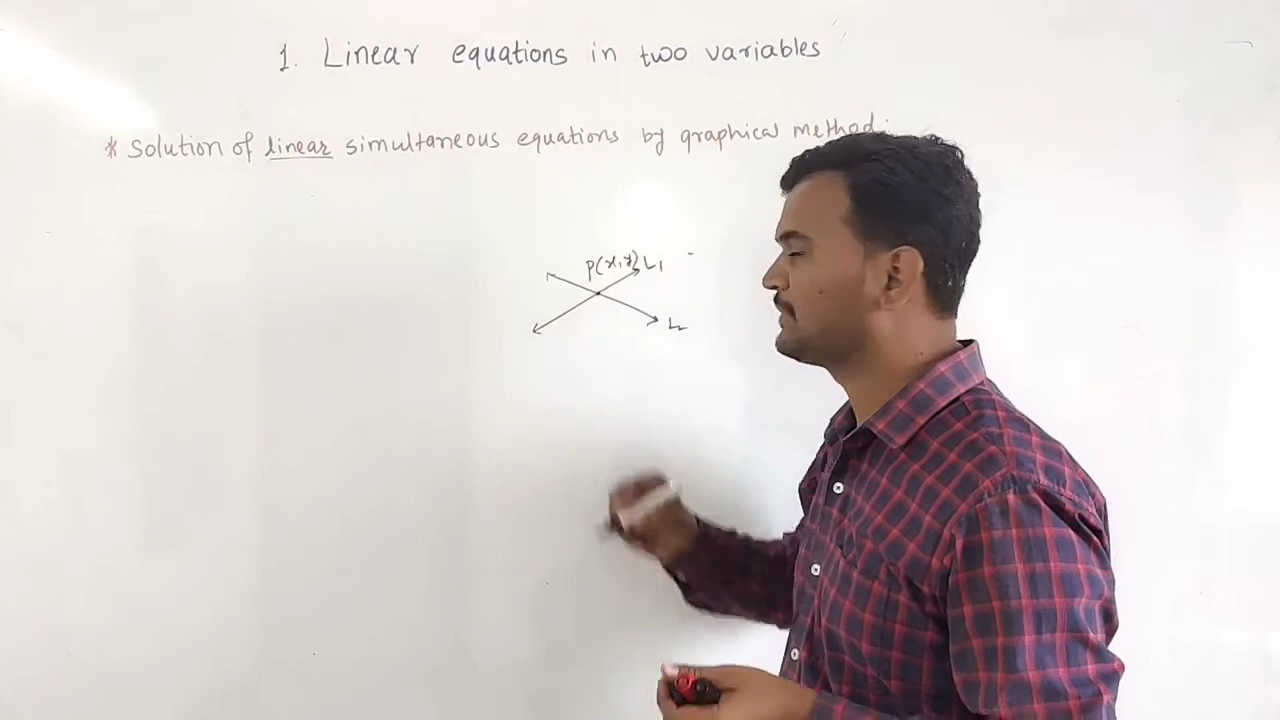 1. Linear equations in two variables
* Solution of linear simultaneous equations by graphical method:
P(x,y) L1
L2